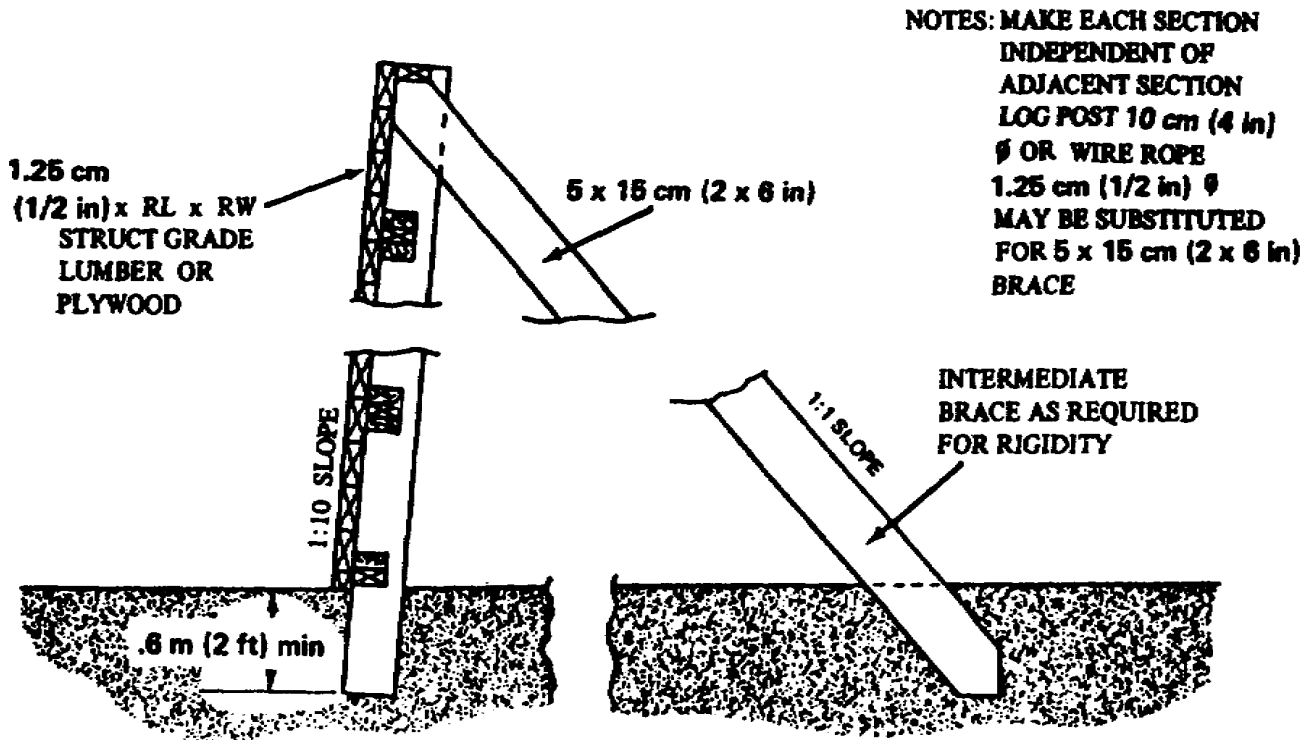 NOTES: MAKE EACH SECTION
INDEPENDENT OF
ADJACENT SECTION
LOG POST 10 cm (4 in)
ϕ OR WIRE ROPE
1.25 cm (1/2 in) ϕ
MAY BE SUBSTITUTED
FOR 5 x 15 cm (2 x 6 in)
BRACE
1.25 cm
(1/2 in) x RL x RW
STRUCT GRADE
LUMBER OR
PLYWOOD
5 x 15 cm (2 x 6 in)
1:10 SLOPE
1:1 SLOPE
INTERMEDIATE
BRACE AS REQUIRED
FOR RIGIDITY
.6 m (2 ft) min